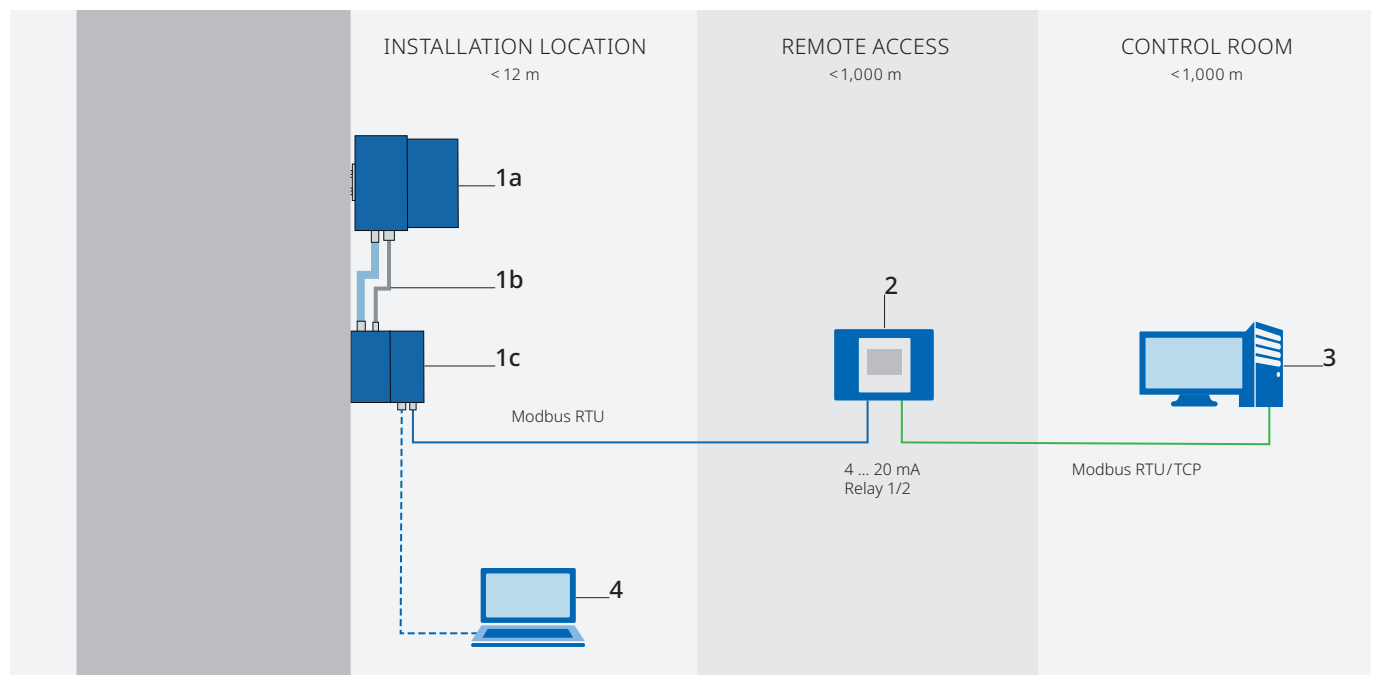 INSTALLATION LOCATION
< 12 m
REMOTE ACCESS
< 1,000 m
CONTROL ROOM
< 1,000 m
1a
1b
1c
2
3
Modbus RTU
4 ... 20 mA
Relay 1/2
Modbus RTU/TCP
4